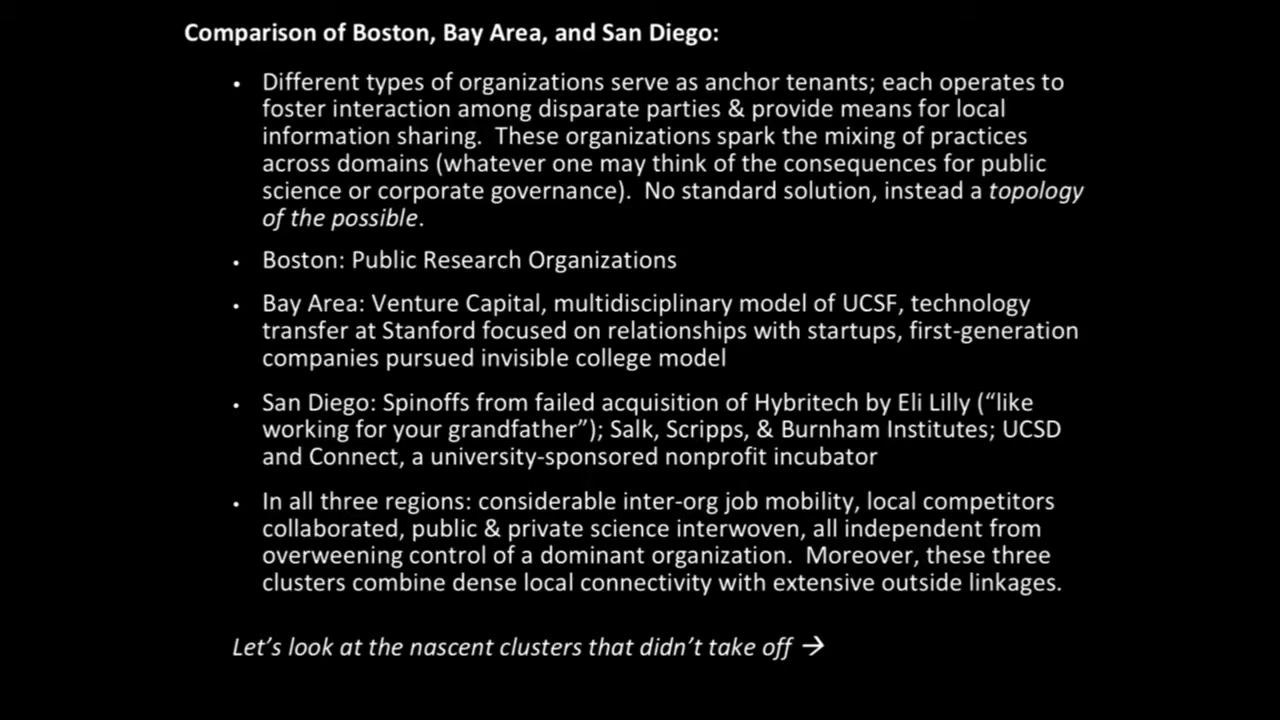 Comparison of Boston, Bay Area, and San Diego:
• Different types of organizations serve as anchor tenants; each operates to
foster interaction among disparate parties & provide means for local
information sharing.  These organizations spark the mixing of practices
across domains (whatever one may think of the consequences for public
science or corporate governance).  No standard solution, instead a topology
of the possible.
• Boston: Public Research Organizations
• Bay Area: Venture Capital, multidisciplinary model of UCSF, technology
transfer at Stanford focused on relationships with startups, first-generation
companies pursued invisible college model
• San Diego: Spinoffs from failed acquisition of Hybritech by Eli Lilly (“like
working for your grandfather”); Salk, Scripps, & Burnham Institutes; UCSD
and Connect, a university-sponsored nonprofit incubator
• In all three regions: considerable inter-org job mobility, local competitors
collaborated, public & private science interwoven, all independent from
overweening control of a dominant organization.  Moreover, these three
clusters combine dense local connectivity with extensive outside linkages.
Let’s look at the nascent clusters that didn’t take off →